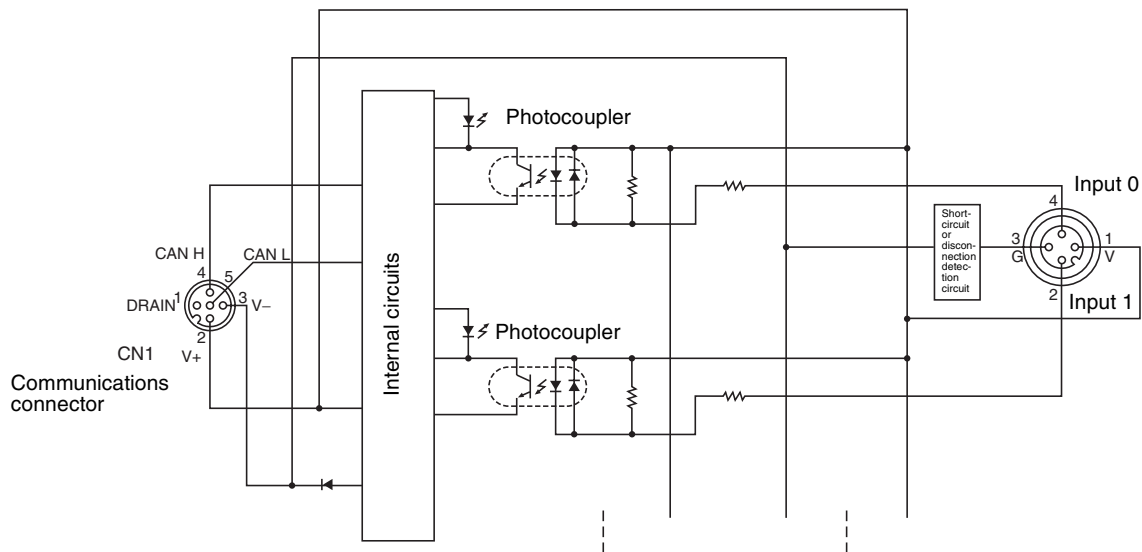 Photocoupler
Input 0
4
Short-
circuit
or
discon-
nection
detec-
tion
circuit
3
G
1
V
2
Input 1
CAN H
4
CAN L
5
DRAIN
1
3
V–
2
V+
CN1
Communications
connector
Internal circuits
Photocoupler